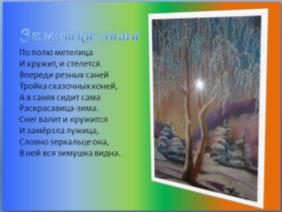 Зимушка зима
По полю метелица
И кружит, и стелется.
Впереди резных саней
Тройка сказочных коней,
А в санях сидит сама
Раскрасавица-зима.
Снег валит и кружится
И замёрзла лужица,
Словно зеркальце она,
В ней вся зимушка видна.